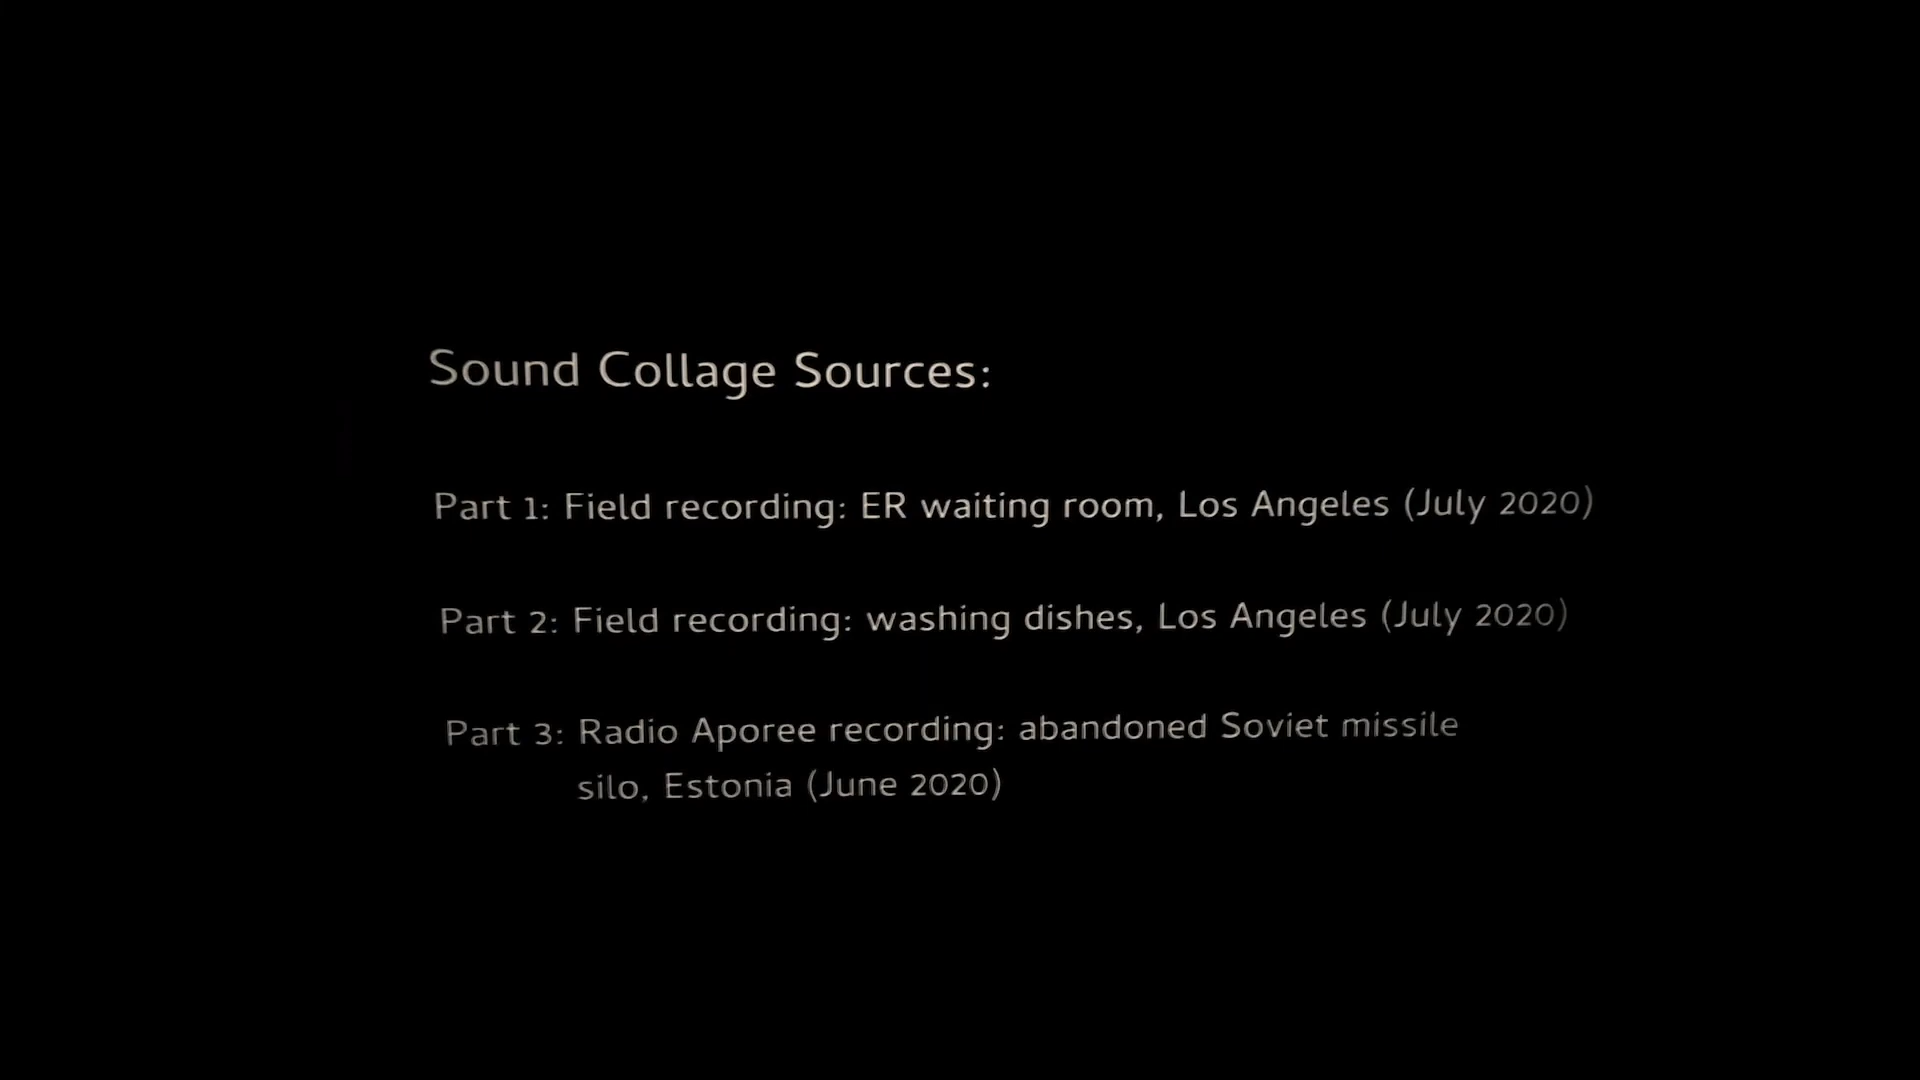 Sound Collage Sources:
Part 1: Field recording: ER waiting room, Los Angeles (July 2020)
Part 2: Field recording: washing dishes, Los Angeles (July 2020)
Part 3: Radio Aporee recording: abandoned Soviet missile
silo, Estonia (June 2020)